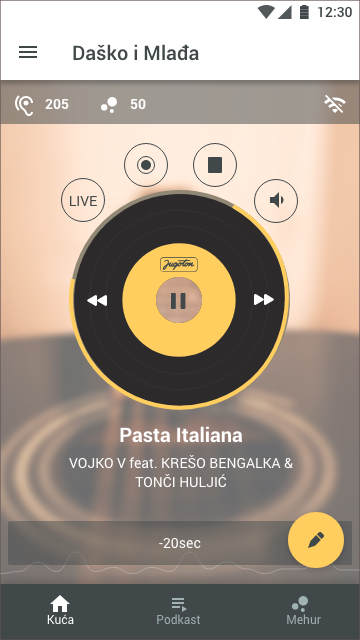 12:30
Daško i Mlađa
205
50
LIVE
Jugoton
Pasta Italiana
VOJKO V feat. KREŠO BENGALKA &
TONČI HULJIĆ
-20sec
Kuća
Podkast
Mehur